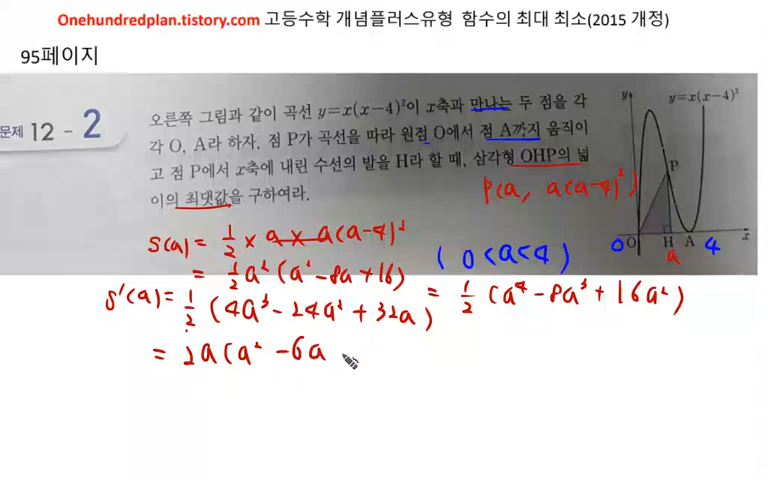 Onehundredplan.tistory.com 고등수학 개념플러스유형 함수의 최대 최소(2015 개정)
95페이지
문제 12-2
오른쪽 그림과 같이 곡선 y=x(x-4)²이 x축과 만나는 두 점을 각
각 O, A라 하자. 점 P가 곡선을 따라 원점 O에서 점 A까지 움직이
고 점 P에서 x축에 내린 수선의 발을 H라 할 때, 삼각형 OHP의 넓
이의 최댓값을 구하여라.
y
y=x(x-4)²
P
O H A x
0 a 4
P(a, a(a-4)²)
S(a) = 1/2 × a × a(a-4)²
(0<a<4)
= 1/2 a² (a² -8a +16)
= 1/2 (a⁴ -8a³ +16a²)
S'(a) = 1/2 (4a³ -24a² +32a)
= 2a(a² -6a